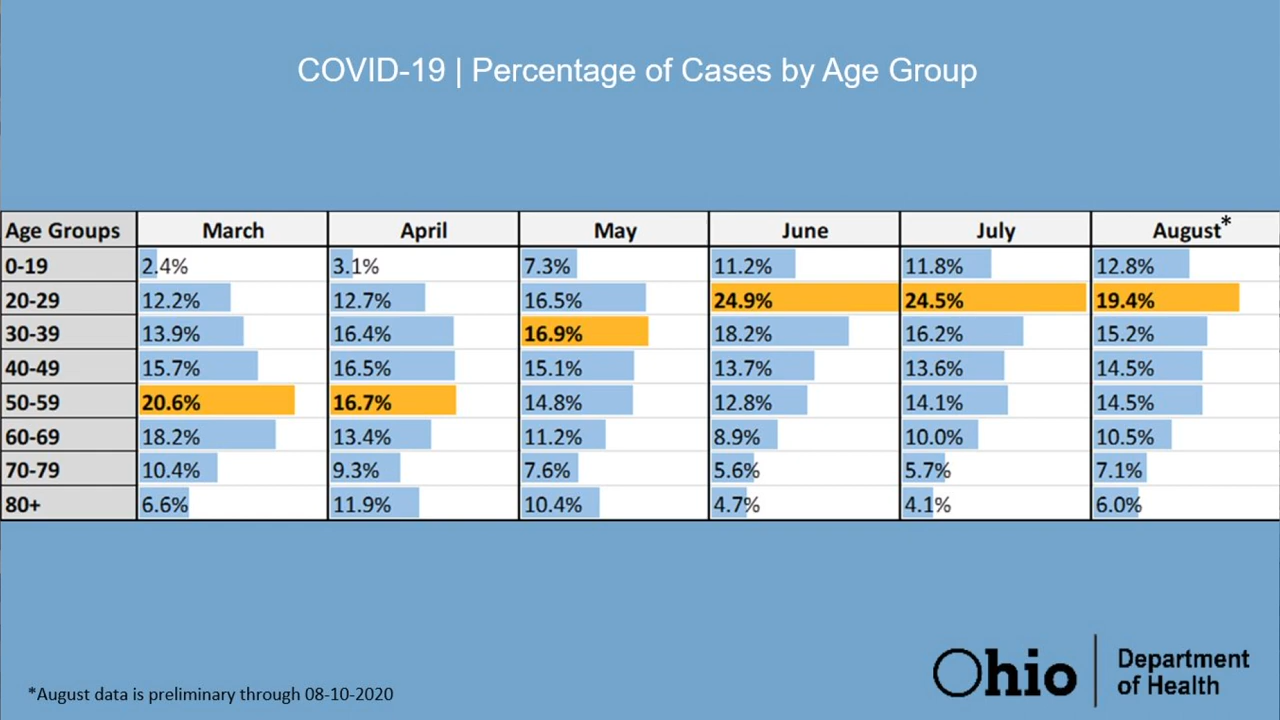 COVID-19 | Percentage of Cases by Age Group
Age Groups March April May June July August*
0-19 2.4% 3.1% 7.3% 11.2% 11.8% 12.8%
20-29 12.2% 12.7% 16.5% 24.9% 24.5% 19.4%
30-39 13.9% 16.4% 16.9% 18.2% 16.2% 15.2%
40-49 15.7% 16.5% 15.1% 13.7% 13.6% 14.5%
50-59 20.6% 16.7% 14.8% 12.8% 14.1% 14.5%
60-69 18.2% 13.4% 11.2% 8.9% 10.0% 10.5%
70-79 10.4% 9.3% 7.6% 5.6% 5.7% 7.1%
80+ 6.6% 11.9% 10.4% 4.7% 4.1% 6.0%
*August data is preliminary through 08-10-2020
Ohio
Department
of Health